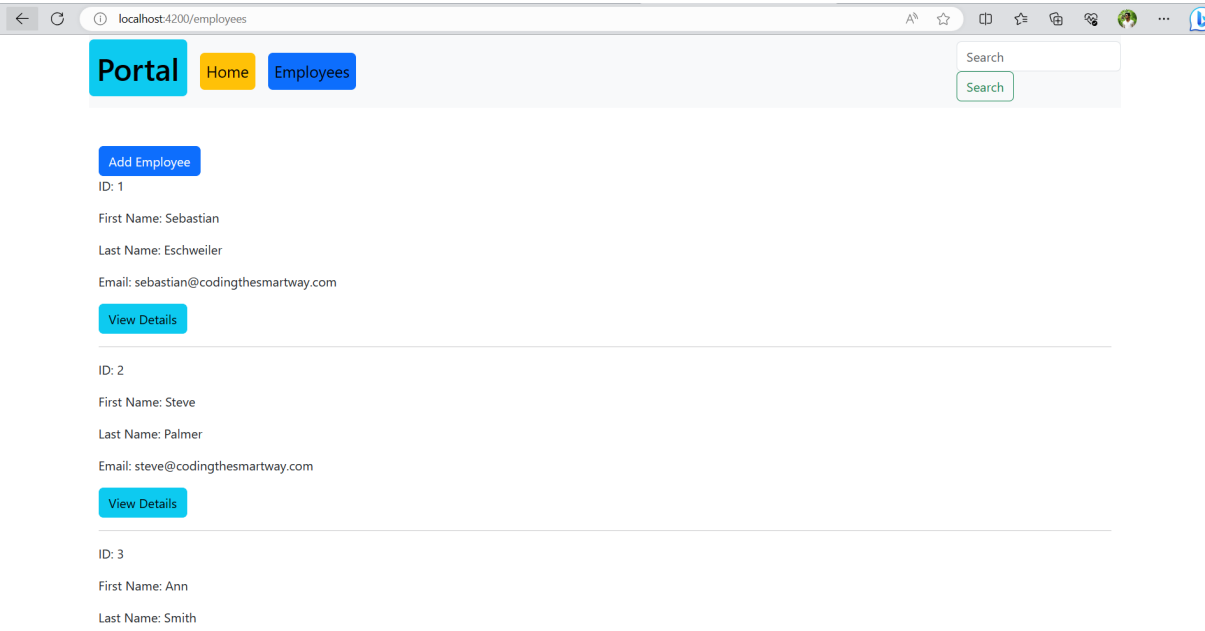 localhost:4200/employees
Portal Home Employees
Search
Search
Add Employee
ID: 1
First Name: Sebastian
Last Name: Eschweiler
Email: sebastian@codingthesmartway.com
View Details
ID: 2
First Name: Steve
Last Name: Palmer
Email: steve@codingthesmartway.com
View Details
ID: 3
First Name: Ann
Last Name: Smith